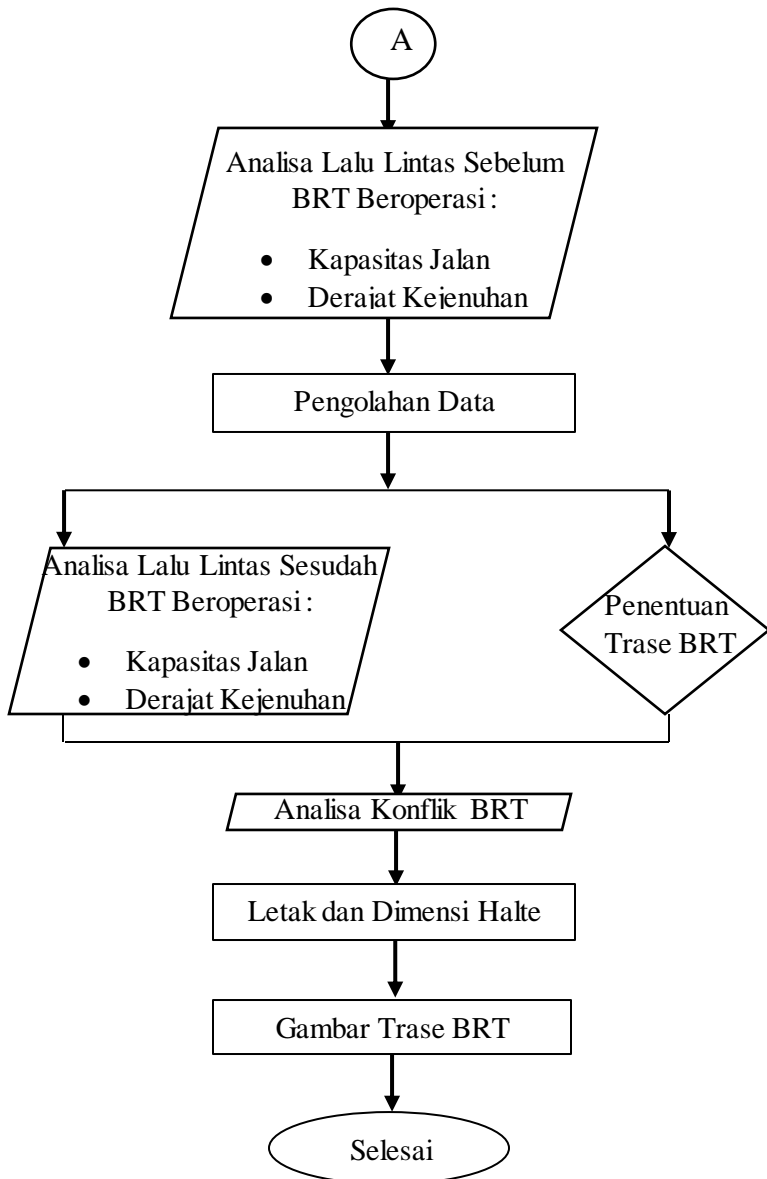 A
Analisa Lalu Lintas Sebelum
BRT Beroperasi :
• Kapasitas Jalan
• Derajat Kejenuhan
Pengolahan Data
Analisa Lalu Lintas Sesudah
BRT Beroperasi :
• Kapasitas Jalan
• Derajat Kejenuhan
Penentuan
Trase BRT
Analisa Konflik BRT
Letak dan Dimensi Halte
Gambar Trase BRT
Selesai